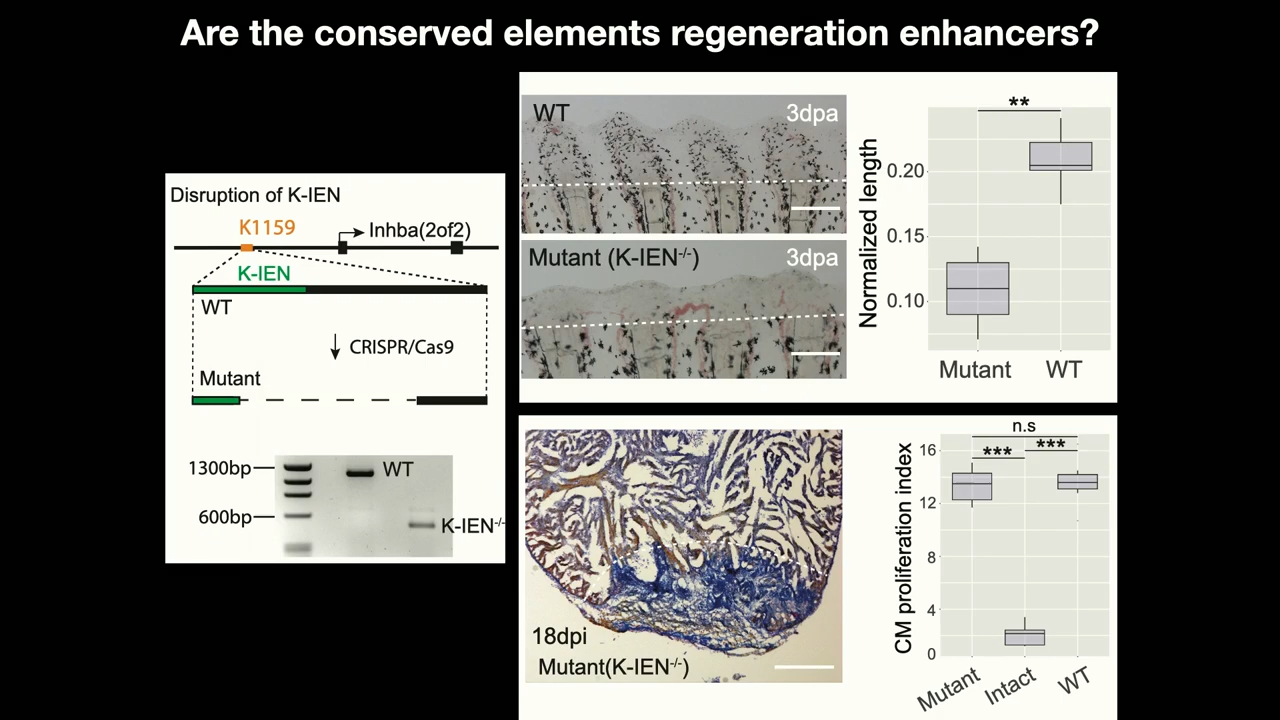 Are the conserved elements regeneration enhancers?
Disruption of K-IEN
K1159
Inhba(2of2)
K-IEN
WT
CRISPR/Cas9
Mutant
1300bp
WT
600bp
K-IEN-/-
WT
3dpa
Mutant (K-IEN-/-)
3dpa
**
Normalized length
0.20
0.15
0.10
Mutant
WT
18dpi
Mutant(K-IEN-/-)
n.s
***
***
CM proliferation index
16
12
8
4
0
Mutant
Intact
WT